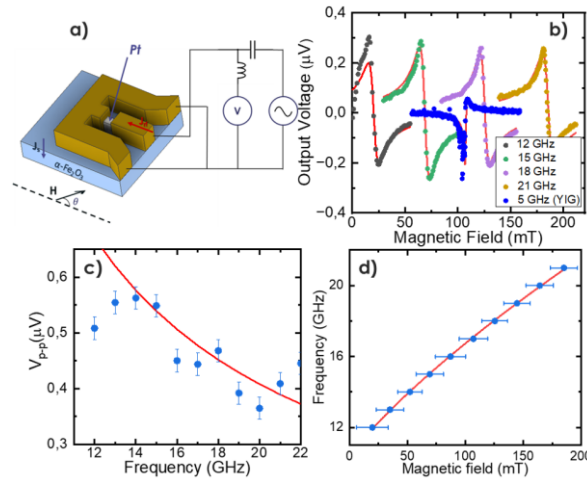 a)
Pt
V
Jₛ
α-Fe₂O₃
H
θ
b)
Output Voltage (µV)
0,4
0,2
0,0
-0,2
-0,4
0
50
100
150
200
Magnetic Field (mT)
12 GHz
15 GHz
18 GHz
21 GHz
5 GHz (YIG)
c)
Vₚ₋ₚ(µV)
0,6
0,5
0,4
0,3
12
14
16
18
20
22
Frequency (GHz)
d)
Frequency (GHz)
20
16
12
0
50
100
150
200
Magnetic field (mT)